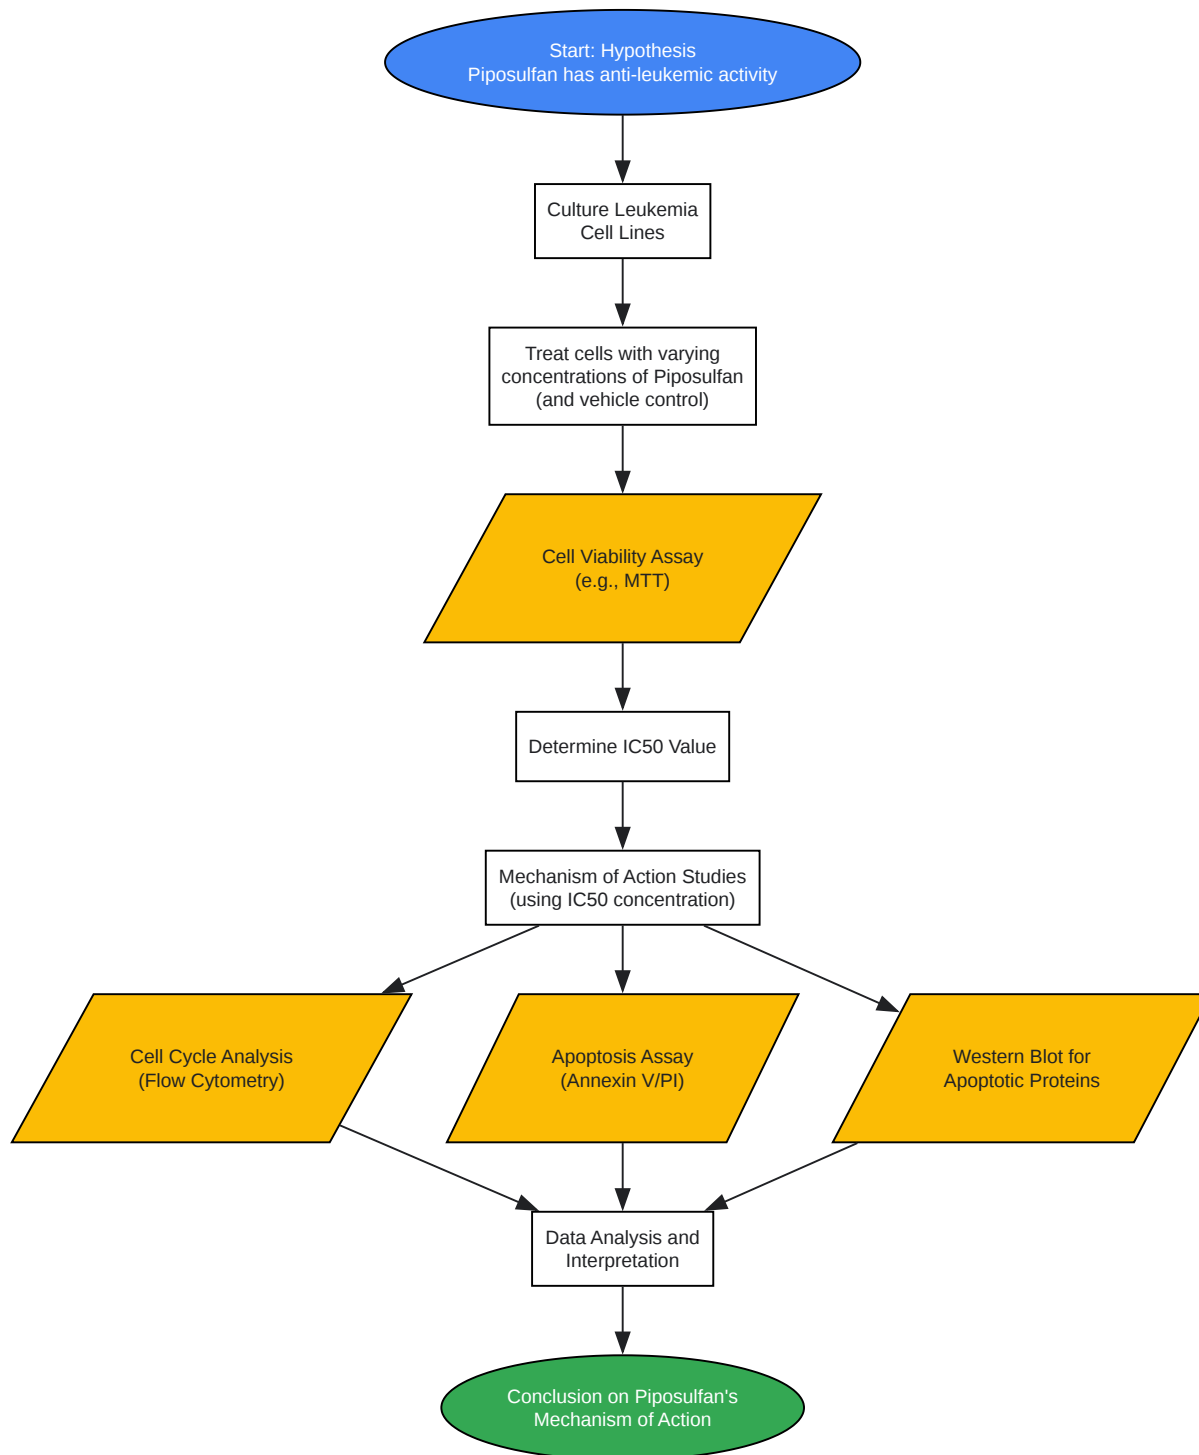 Start: Hypothesis
Piposulfan has anti-leukemic activity
Culture Leukemia
Cell Lines
Treat cells with varying
concentrations of Piposulfan
(and vehicle control)
Cell Viability Assay
(e.g., MTT)
Determine IC50 Value
Mechanism of Action Studies
(using IC50 concentration)
Cell Cycle Analysis
(Flow Cytometry)
Apoptosis Assay
(Annexin V/PI)
Western Blot for
Apoptotic Proteins
Data Analysis and
Interpretation
Conclusion on Piposulfan's
Mechanism of Action